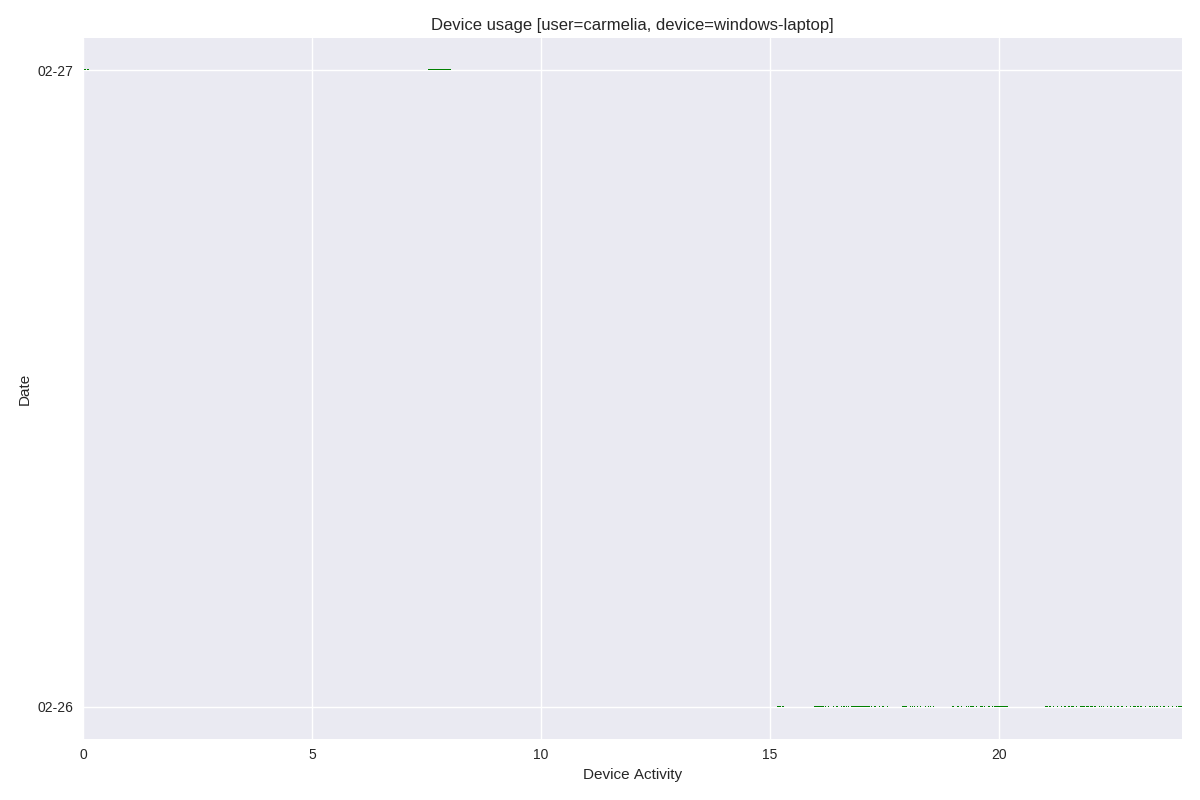 Device usage [user=carmelia, device=windows-laptop]
02-27
Date
02-26
0 5 10 15 20
Device Activity